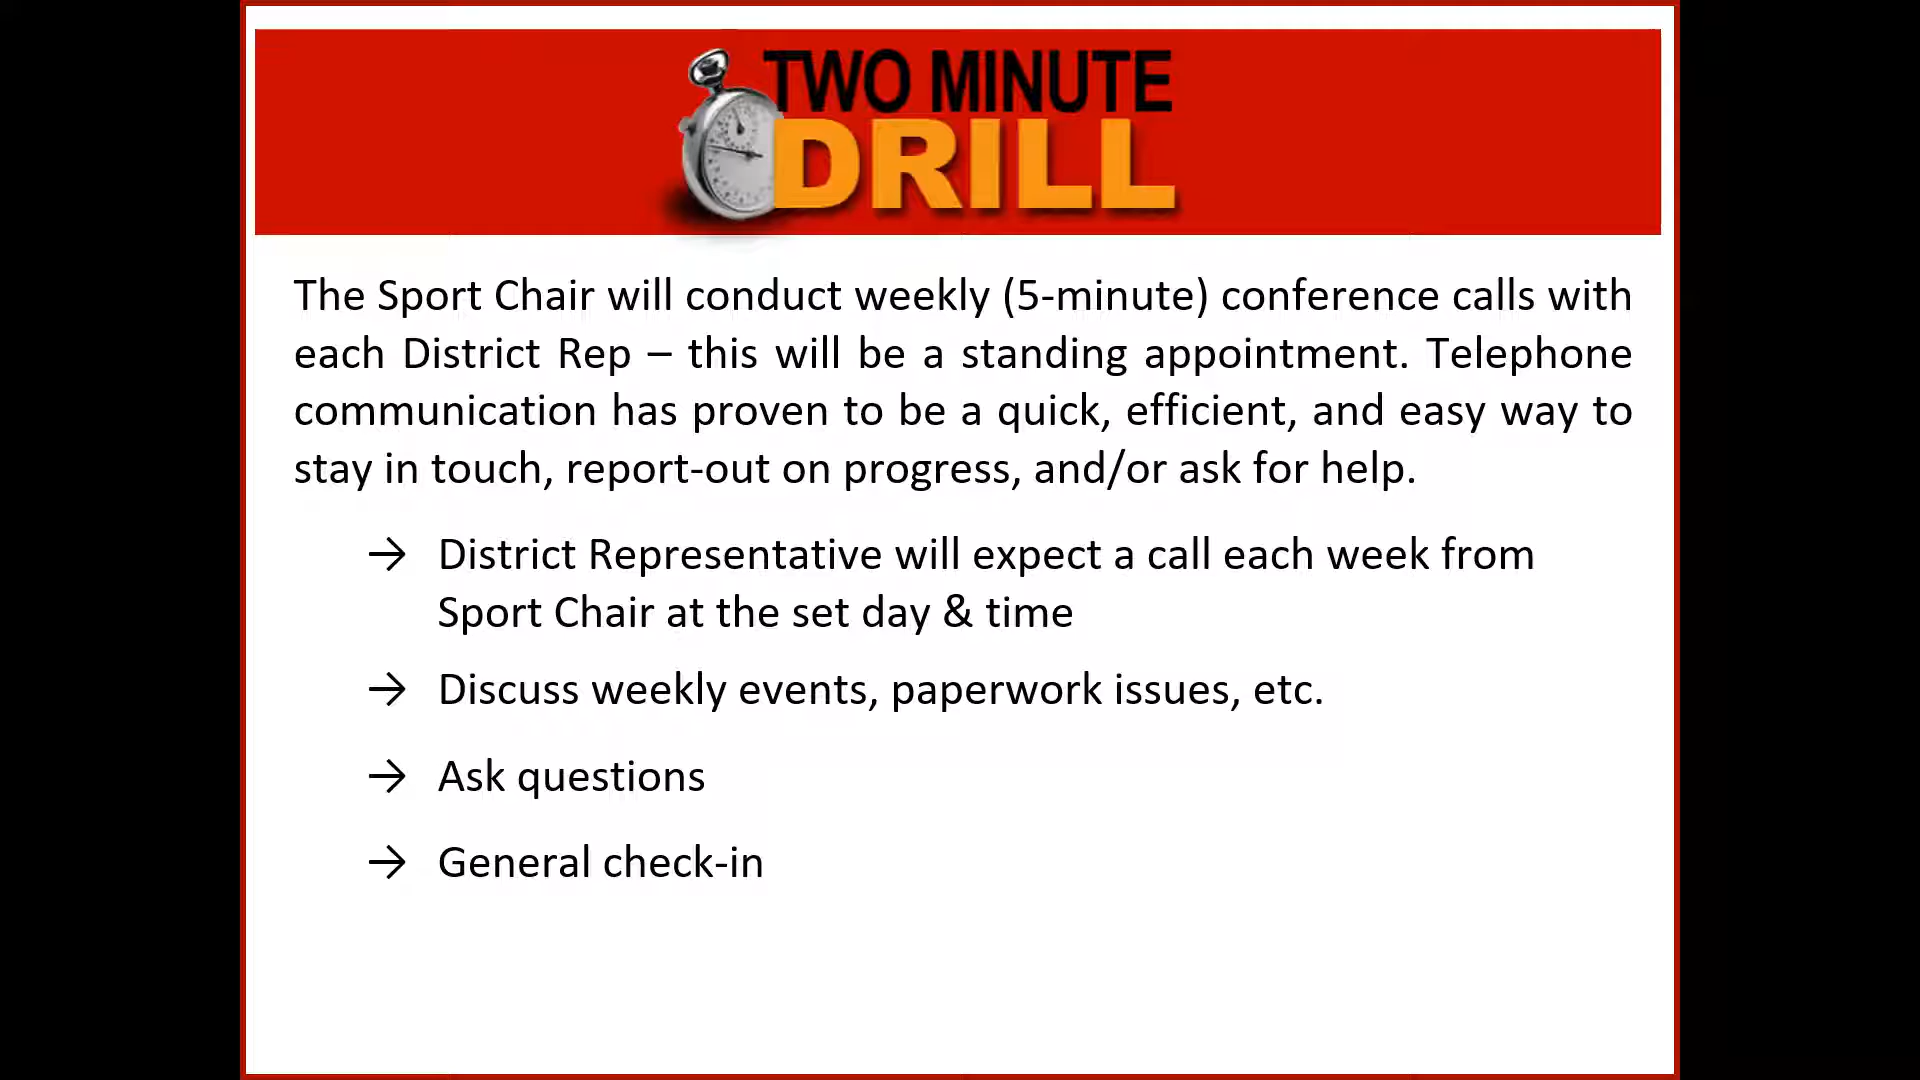 TWO MINUTE
DRILL
The Sport Chair will conduct weekly (5-minute) conference calls with
each District Rep – this will be a standing appointment. Telephone
communication has proven to be a quick, efficient, and easy way to
stay in touch, report-out on progress, and/or ask for help.
→ District Representative will expect a call each week from
Sport Chair at the set day & time
→ Discuss weekly events, paperwork issues, etc.
→ Ask questions
→ General check-in